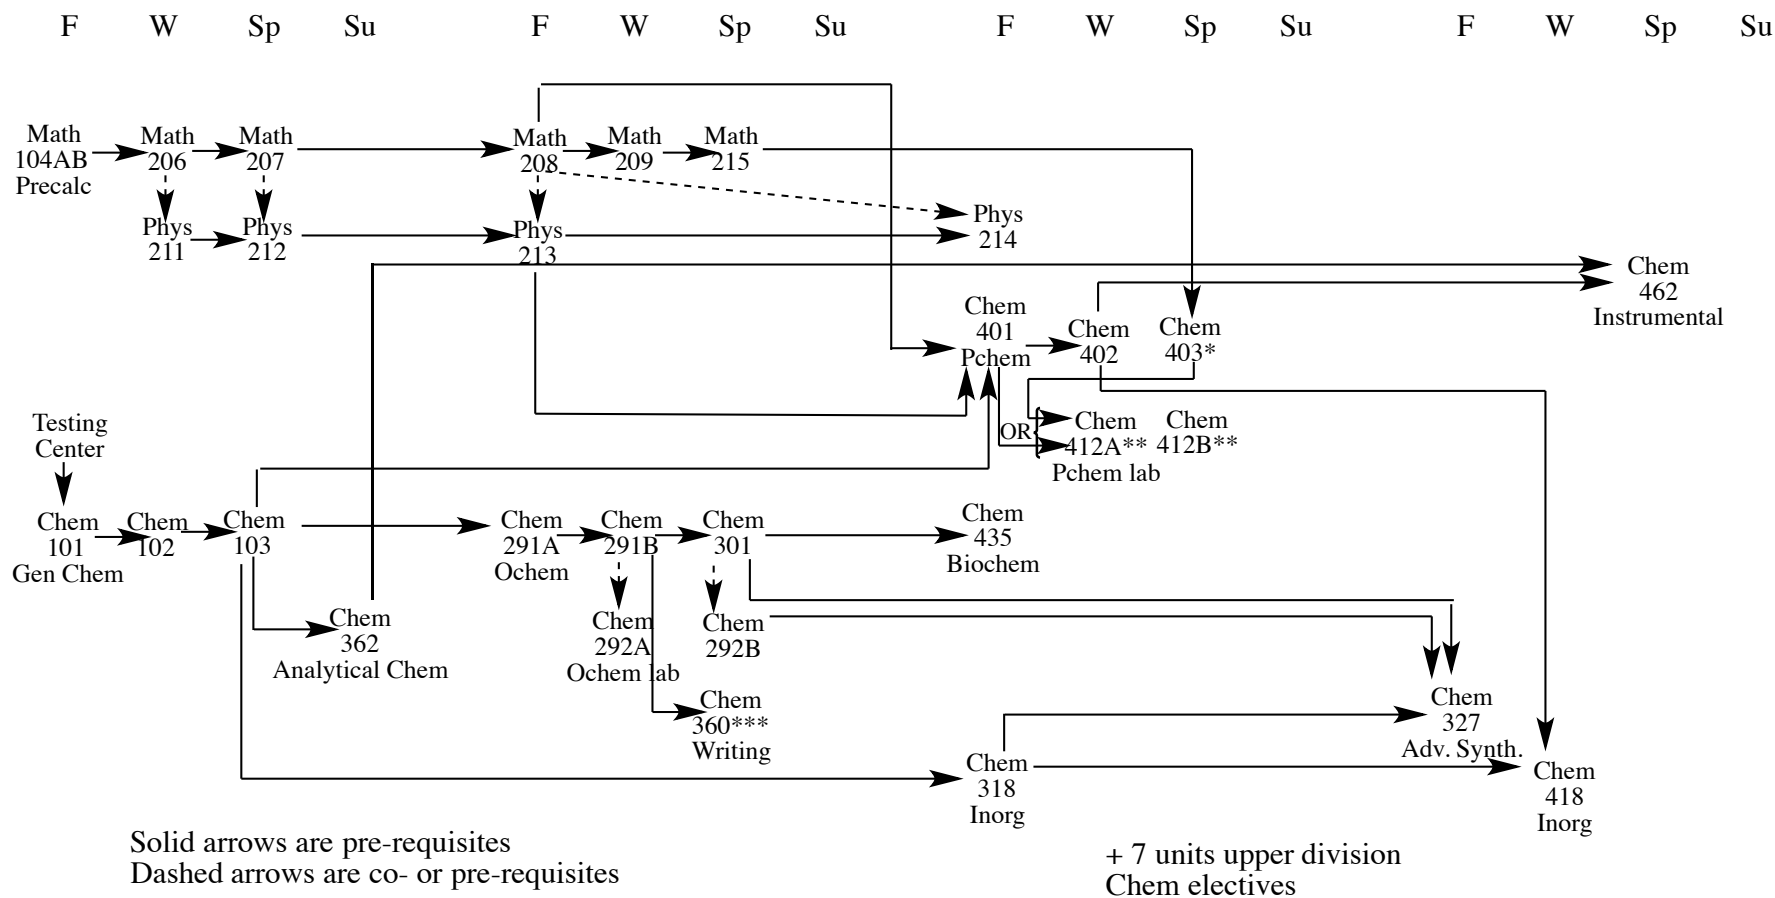 F W Sp Su F W Sp Su F W Sp Su F W Sp Su
Math
104AB
Precalc
Math
206
Math
207
Math
208
Math
209
Math
215
Phys
211
Phys
212
Phys
213
Phys
214
Chem
462
Instrumental
Chem
401
Pchem
Chem
402
Chem
403*
OR
Chem
412A**
Pchem lab
Chem
412B**
Testing
Center
Chem
101
Gen Chem
Chem
102
Chem
103
Chem
291A
Ochem
Chem
291B
Chem
301
Chem
435
Biochem
Chem
362
Analytical Chem
Chem
292A
Ochem lab
Chem
292B
Chem
360***
Writing
Chem
327
Adv. Synth.
Chem
318
Inorg
Chem
418
Inorg
Solid arrows are pre-requisites
Dashed arrows are co- or pre-requisites
+ 7 units upper division
Chem electives